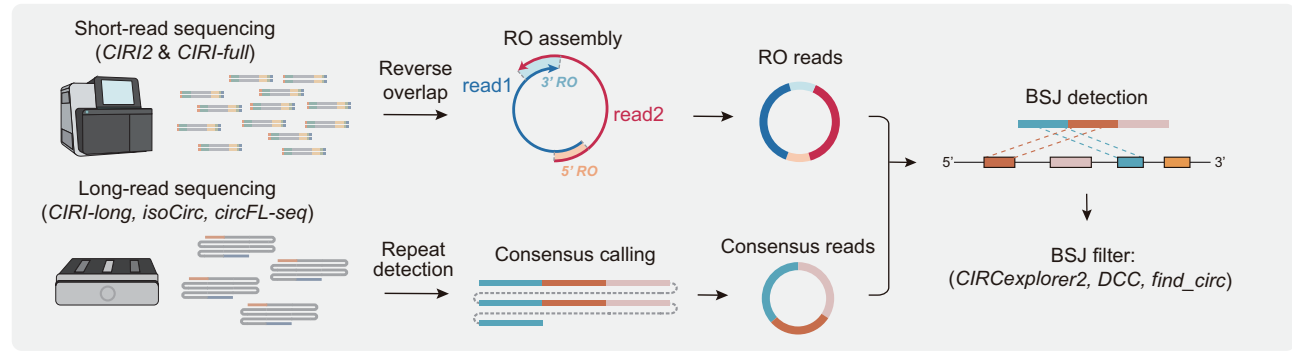 Short-read sequencing
(CIRI2 & CIRI-full)
Reverse
overlap
RO assembly
read1
3' RO
read2
5' RO
RO reads
BSJ detection
5'
3'
Long-read sequencing
(CIRI-long, isoCirc, circFL-seq)
Repeat
detection
Consensus calling
Consensus reads
BSJ filter:
(CIRCexplorer2, DCC, find_circ)